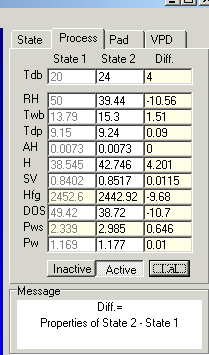 State Process Pad VPD
State 1 State 2 Diff.
Tdb 20 24 4
RH 50 39.44 -10.56
Twb 13.79 15.3 1.51
Tdp 9.15 9.24 0.09
AH 0.0073 0.0073 0
H 38.545 42.746 4.201
SV 0.8402 0.8517 0.0115
Hfg 2452.6 2442.92 -9.68
DOS 49.42 38.72 -10.7
Pws 2.339 2.985 0.646
Pw 1.169 1.177 0.01
Inactive Active
Message
Diff.=
Properties of State 2 - State 1